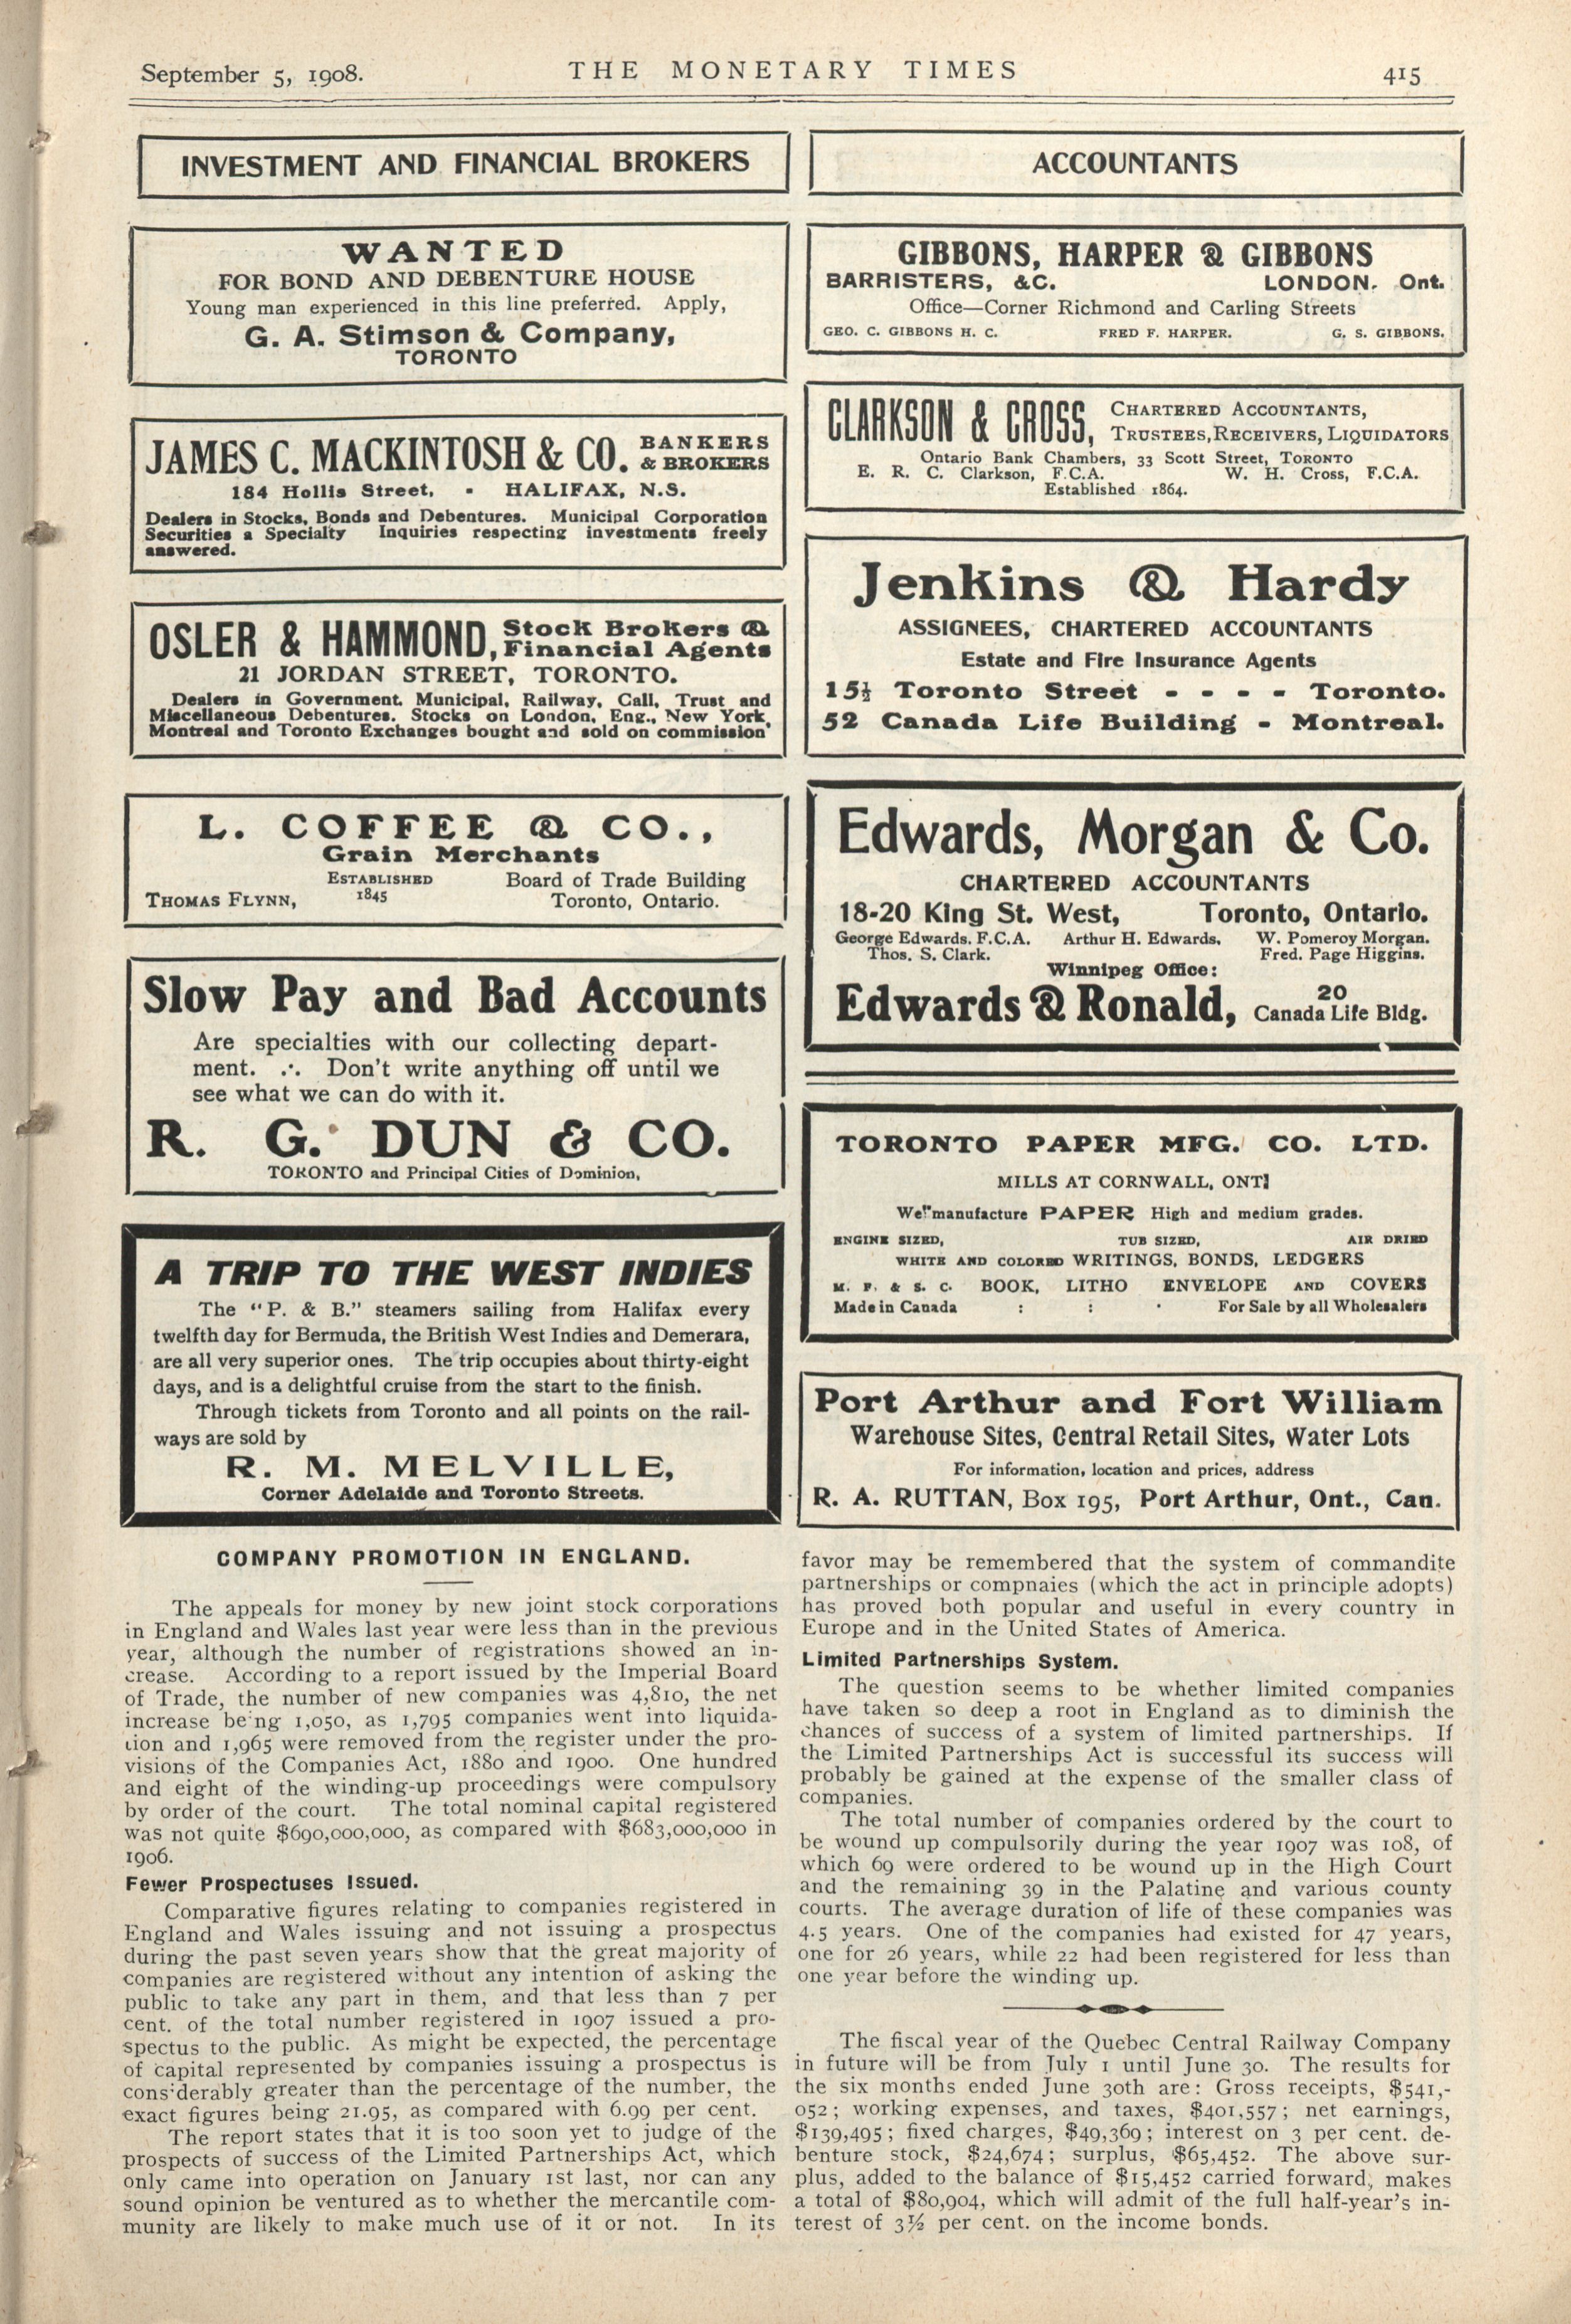 September 5, 1908.
THE MONETARY TIMES
415
INVESTMENT AND FINANCIAL BROKERS
WANTED
FOR BOND AND DEBENTURE HOUSE
Young man experienced in this line preferred. Apply,
G. A. Stimson & Company,
TORONTO
JAMES C. MACKINTOSH & CO. BANKERS & BROKERS
184 Hollis Street, - HALIFAX, N.S.
Dealers in Stocks, Bonds and Debentures. Municipal Corporation
Securities a Specialty Inquiries respecting investments freely
answered.
OSLER & HAMMOND, Stock Brokers & Financial Agents
21 JORDAN STREET, TORONTO.
Dealers in Government, Municipal, Railway, Call, Trust and
Miscellaneous Debentures. Stocks on London, Eng., New York,
Montreal and Toronto Exchanges bought and sold on commission
L. COFFEE & CO.,
Grain Merchants
ESTABLISHED 1845
Board of Trade Building
THOMAS FLYNN,
Toronto, Ontario.
Slow Pay and Bad Accounts
Are specialties with our collecting depart-
ment. ∴ Don't write anything off until we
see what we can do with it.
R. G. DUN & CO.
TORONTO and Principal Cities of Dominion,
A TRIP TO THE WEST INDIES
The "P. & B." steamers sailing from Halifax every
twelfth day for Bermuda, the British West Indies and Demerara,
are all very superior ones. The trip occupies about thirty-eight
days, and is a delightful cruise from the start to the finish.
Through tickets from Toronto and all points on the rail-
ways are sold by
R. M. MELVILLE,
Corner Adelaide and Toronto Streets.
ACCOUNTANTS
GIBBONS, HARPER & GIBBONS
BARRISTERS, &C. LONDON, Ont.
Office—Corner Richmond and Carling Streets
GEO. C. GIBBONS H. C. FRED F. HARPER. G. S. GIBBONS.
CLARKSON & CROSS, CHARTERED ACCOUNTANTS,
TRUSTEES, RECEIVERS, LIQUIDATORS
Ontario Bank Chambers, 33 Scott Street, TORONTO
E. R. C. Clarkson, F.C.A. W. H. Cross, F.C.A.
Established 1864.
Jenkins & Hardy
ASSIGNEES, CHARTERED ACCOUNTANTS
Estate and Fire Insurance Agents
15½ Toronto Street - - - - Toronto.
52 Canada Life Building - Montreal.
Edwards, Morgan & Co.
CHARTERED ACCOUNTANTS
18-20 King St. West, Toronto, Ontario.
George Edwards, F.C.A. Arthur H. Edwards, W. Pomeroy Morgan.
Thos. S. Clark. Fred. Page Higgins.
Winnipeg Office:
Edwards & Ronald, 20 Canada Life Bldg.
TORONTO PAPER MFG. CO. LTD.
MILLS AT CORNWALL, ONT
We manufacture PAPER High and medium grades.
ENGINE SIZED, TUB SIZED, AIR DRIED
WHITE AND COLORED WRITINGS, BONDS, LEDGERS
M. F. & S. C. BOOK, LITHO ENVELOPE AND COVERS
Made in Canada : : · For Sale by all Wholesalers
Port Arthur and Fort William
Warehouse Sites, Central Retail Sites, Water Lots
For information, location and prices, address
R. A. RUTTAN, Box 195, Port Arthur, Ont., Can.
COMPANY PROMOTION IN ENGLAND.
The appeals for money by new joint stock corporations
in England and Wales last year were less than in the previous
year, although the number of registrations showed an in-
crease. According to a report issued by the Imperial Board
of Trade, the number of new companies was 4,810, the net
increase being 1,050, as 1,795 companies went into liquida-
tion and 1,965 were removed from the register under the pro-
visions of the Companies Act, 1880 and 1900. One hundred
and eight of the winding-up proceedings were compulsory
by order of the court. The total nominal capital registered
was not quite $690,000,000, as compared with $683,000,000 in
1906.
Fewer Prospectuses Issued.
Comparative figures relating to companies registered in
England and Wales issuing and not issuing a prospectus
during the past seven years show that the great majority of
companies are registered without any intention of asking the
public to take any part in them, and that less than 7 per
cent. of the total number registered in 1907 issued a pro-
spectus to the public. As might be expected, the percentage
of capital represented by companies issuing a prospectus is
considerably greater than the percentage of the number, the
exact figures being 21.95, as compared with 6.99 per cent.
The report states that it is too soon yet to judge of the
prospects of success of the Limited Partnerships Act, which
only came into operation on January 1st last, nor can any
sound opinion be ventured as to whether the mercantile com-
munity are likely to make much use of it or not. In its
favor may be remembered that the system of commandite
partnerships or compnaies (which the act in principle adopts)
has proved both popular and useful in every country in
Europe and in the United States of America.
Limited Partnerships System.
The question seems to be whether limited companies
have taken so deep a root in England as to diminish the
chances of success of a system of limited partnerships. If
the Limited Partnerships Act is successful its success will
probably be gained at the expense of the smaller class of
companies.
The total number of companies ordered by the court to
be wound up compulsorily during the year 1907 was 108, of
which 69 were ordered to be wound up in the High Court
and the remaining 39 in the Palatine and various county
courts. The average duration of life of these companies was
4.5 years. One of the companies had existed for 47 years,
one for 26 years, while 22 had been registered for less than
one year before the winding up.
The fiscal year of the Quebec Central Railway Company
in future will be from July 1 until June 30. The results for
the six months ended June 30th are: Gross receipts, $541,-
052; working expenses, and taxes, $401,557; net earnings,
$139,495; fixed charges, $49,369; interest on 3 per cent. de-
benture stock, $24,674; surplus, $65,452. The above sur-
plus, added to the balance of $15,452 carried forward, makes
a total of $80,904, which will admit of the full half-year's in-
terest of 3½ per cent. on the income bonds.